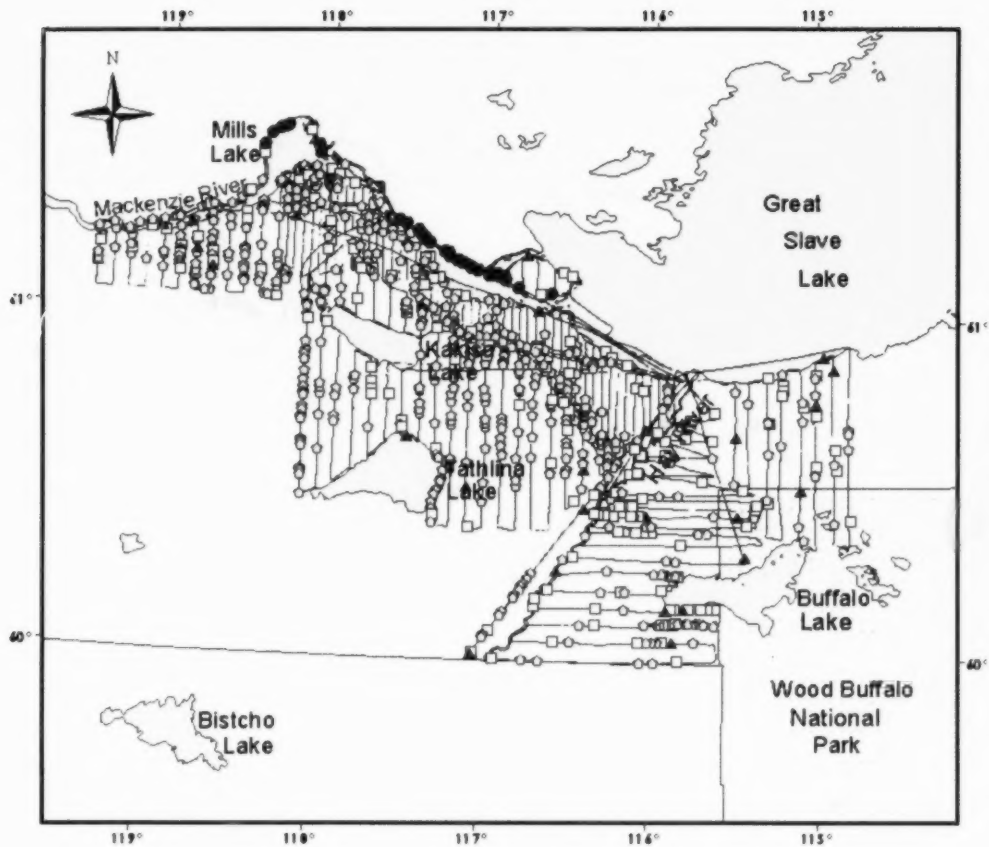 119° 118° 117° 116° 115°
N
Mills
Lake
Mackenzie River
Great
Slave
Lake
61° 61°
Lake
Tathlina
Lake
Buffalo
Lake
60° 60°
Wood Buffalo
National
Park
Bistcho
Lake
119° 118° 117° 116° 115°